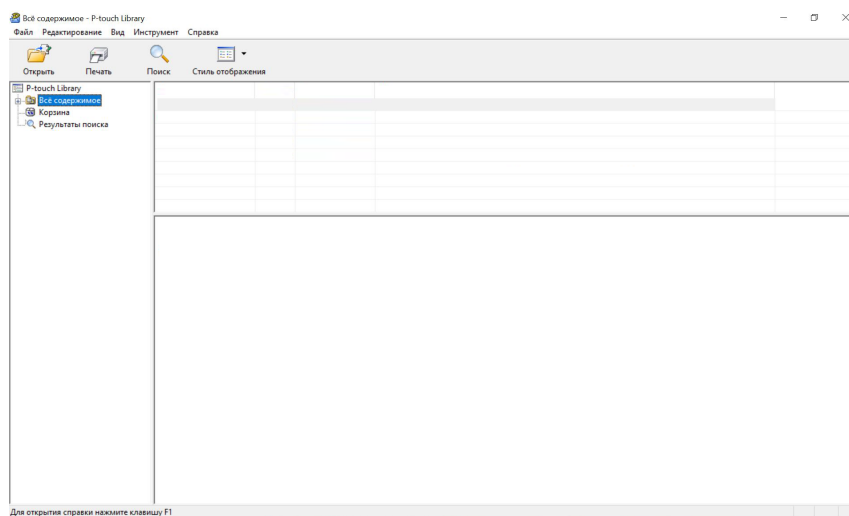 Всё содержимое - P-touch Library
Файл Редактирование Вид Инструмент Справка
Открыть Печать Поиск Стиль отображения
P-touch Library
Всё содержимое
Корзина
Результаты поиска
Для открытия справки нажмите клавишу F1